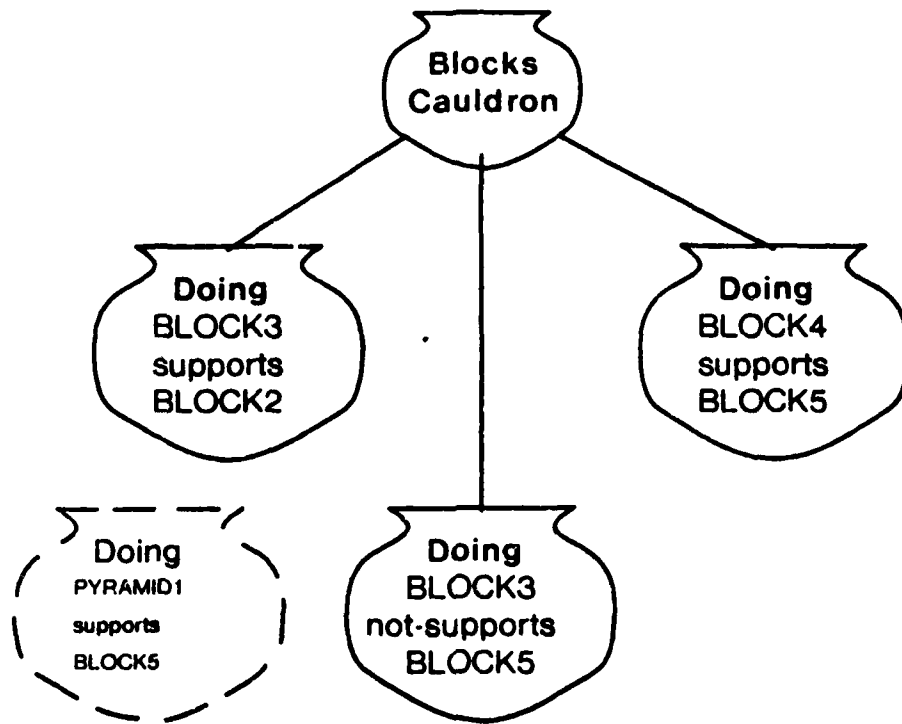 Blocks
Cauldron
Doing
BLOCK3
supports
BLOCK2
Doing
BLOCK4
supports
BLOCK5
Doing
PYRAMID1
supports
BLOCK5
Doing
BLOCK3
not-supports
BLOCK5